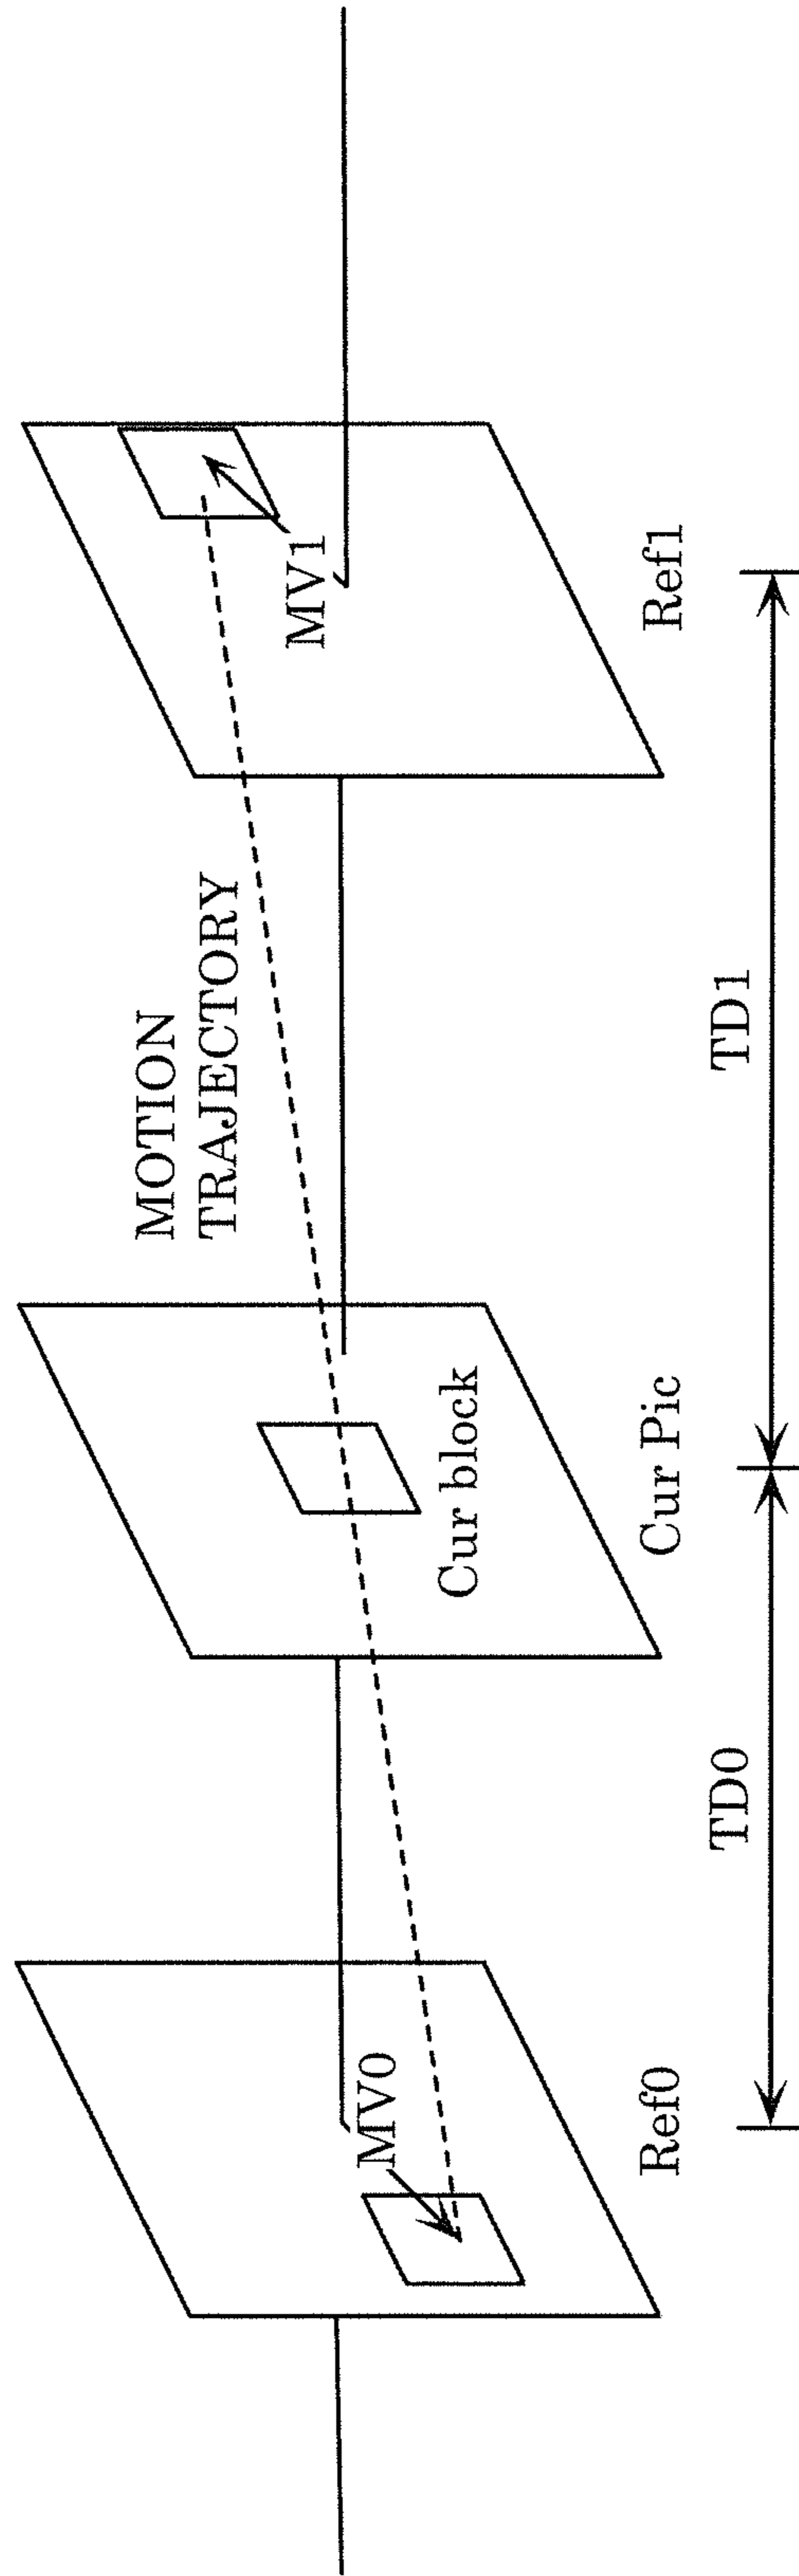 MOTION
TRAJECTORY
MV0
MV1
Cur block
Ref0
Cur Pic
Ref1
TD0
TD1